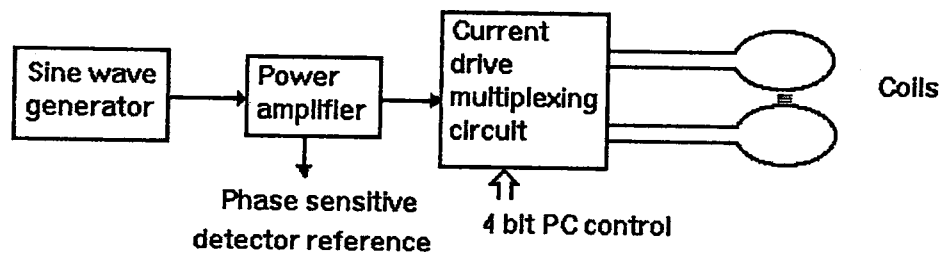 Sine wave
generator
Power
amplifier
Current
drive
multiplexing
circuit
Coils
Phase sensitive
detector reference
4 bit PC control